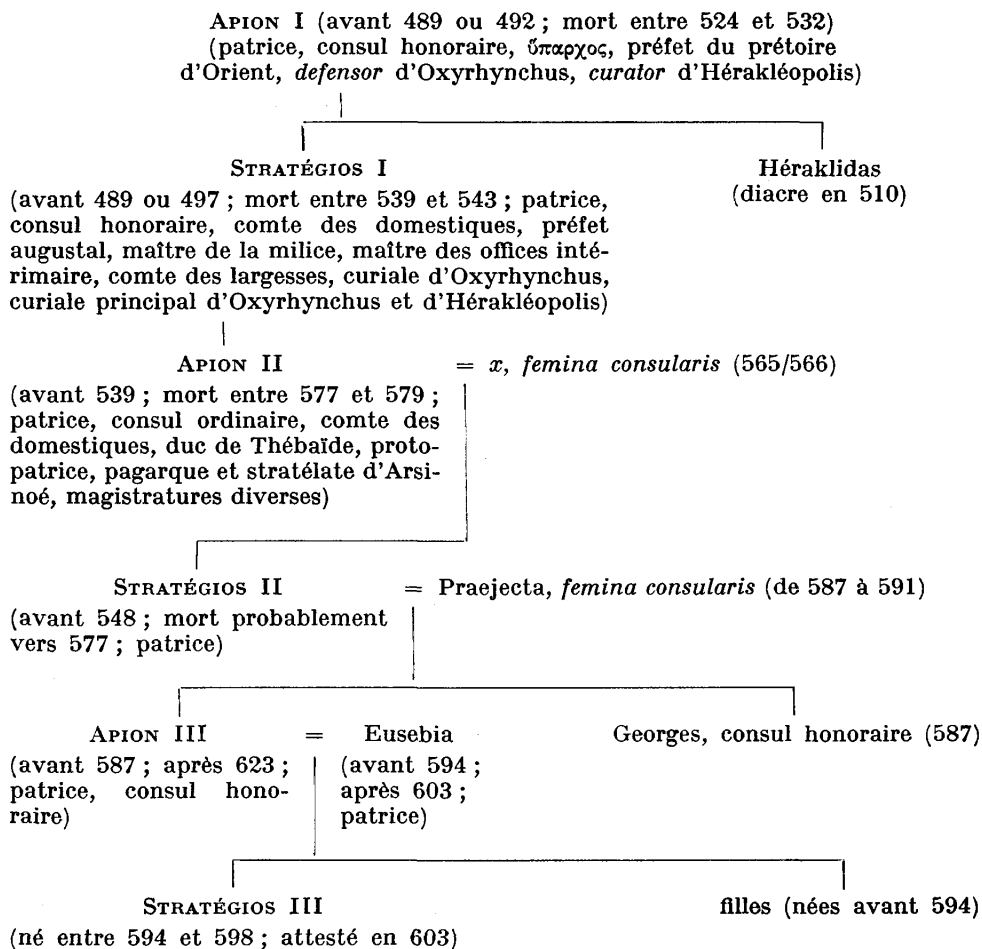 APION I (avant 489 ou 492 ; mort entre 524 et 532)
(patrice, consul honoraire, ὕπαρχος, préfet du prétoire
d'Orient, defensor d'Oxyrhynchus, curator d'Hérakléopolis)
STRATÉGIOS I
(avant 489 ou 497 ; mort entre 539 et 543 ; patrice,
consul honoraire, comte des domestiques, préfet
augustal, maître de la milice, maître des offices inté-
rimaire, comte des largesses, curiale d'Oxyrhynchus,
curiale principal d'Oxyrhynchus et d'Hérakléopolis)
Héraklidas
(diacre en 510)
APION II = x, femina consularis (565/566)
(avant 539 ; mort entre 577 et 579 ;
patrice, consul ordinaire, comte des
domestiques, duc de Thébaïde, proto-
patrice, pagarque et stratélate d'Arsi-
noé, magistratures diverses)
STRATÉGIOS II = Praejecta, femina consularis (de 587 à 591)
(avant 548 ; mort probablement
vers 577 ; patrice)
APION III = Eusebia
(avant 587 ; après 623 ;
patrice, consul hono-
raire)
(avant 594 ;
après 603 ;
patrice)
Georges, consul honoraire (587)
STRATÉGIOS III
(né entre 594 et 598 ; attesté en 603)
filles (nées avant 594)